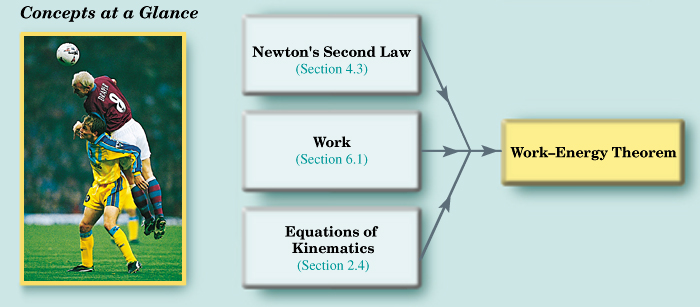 Concepts at a Glance
Newton's Second Law
(Section 4.3)
Work
(Section 6.1)
Equations of
Kinematics
(Section 2.4)
Work–Energy Theorem
8